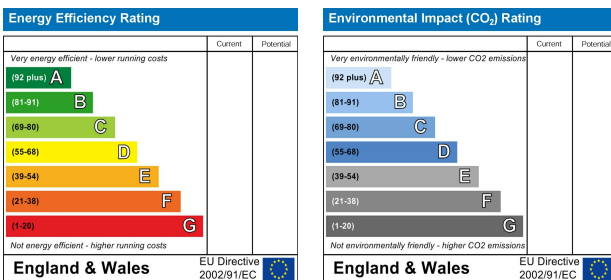 Energy Efficiency Rating
Current Potential
Very energy efficient - lower running costs
(92 plus) A
(81-91) B
(69-80) C
(55-68) D
(39-54) E
(21-38) F
(1-20) G
Not energy efficient - higher running costs
England & Wales
EU Directive
2002/91/EC
Environmental Impact (CO₂) Rating
Current Potential
Very environmentally friendly - lower CO2 emissions
(92 plus) A
(81-91) B
(69-80) C
(55-68) D
(39-54) E
(21-38) F
(1-20) G
Not environmentally friendly - higher CO2 emissions
England & Wales
EU Directive
2002/91/EC